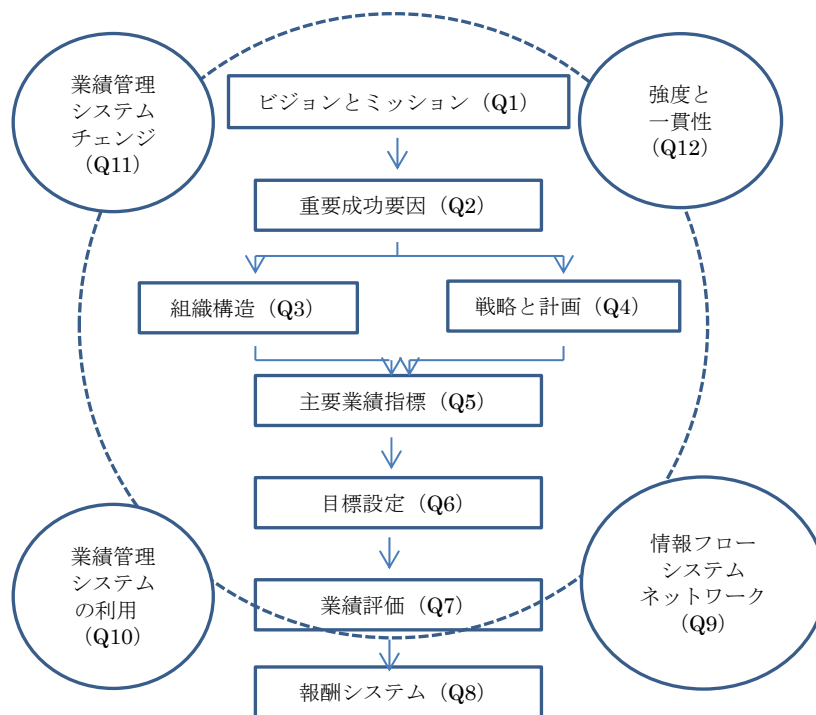 業績管理
システム
チェンジ
（Q11）
ビジョンとミッション（Q1）
強度と
一貫性
（Q12）
重要成功要因（Q2）
組織構造（Q3）
戦略と計画（Q4）
主要業績指標（Q5）
目標設定（Q6）
業績管理
システム
の利用
（Q10）
業績評価（Q7）
情報フロー
システム
ネットワーク
（Q9）
報酬システム（Q8）